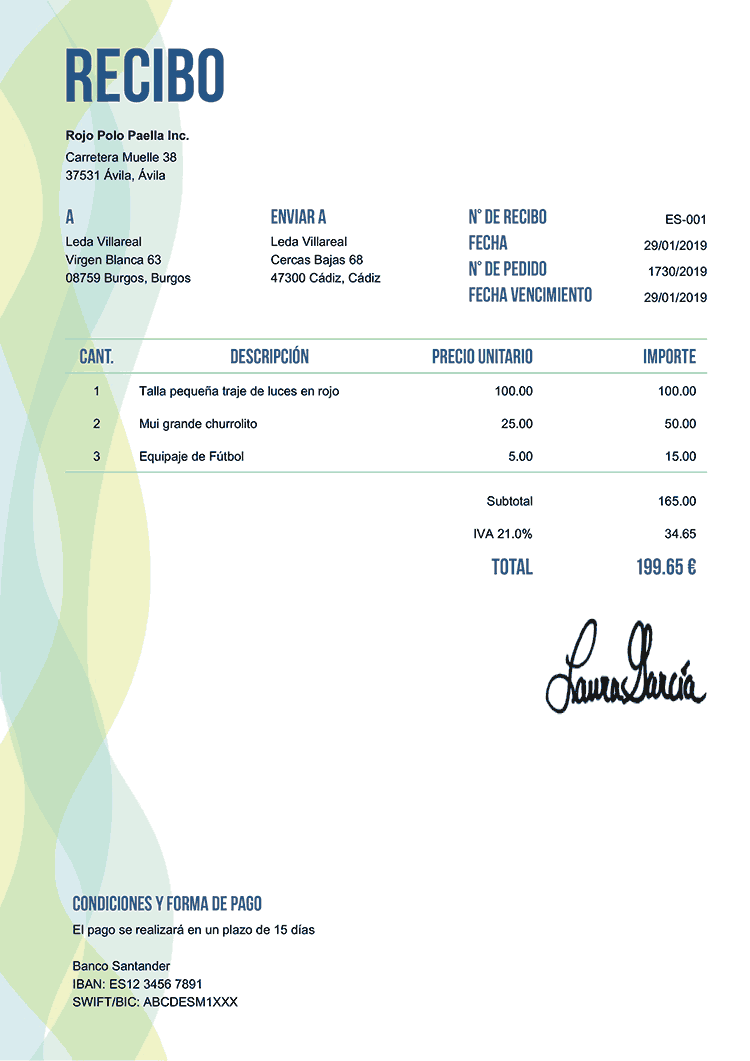 RECIBO
Rojo Polo Paella Inc.
Carretera Muelle 38
37531 Ávila, Ávila
A
Leda Villareal
Virgen Blanca 63
08759 Burgos, Burgos
ENVIAR A
Leda Villareal
Cercas Bajas 68
47300 Cádiz, Cádiz
N° DE RECIBO ES-001
FECHA 29/01/2019
N° DE PEDIDO 1730/2019
FECHA VENCIMIENTO 29/01/2019
CANT. DESCRIPCIÓN PRECIO UNITARIO IMPORTE
1 Talla pequeña traje de luces en rojo 100.00 100.00
2 Mui grande churrolito 25.00 50.00
3 Equipaje de Fútbol 5.00 15.00
Subtotal 165.00
IVA 21.0% 34.65
TOTAL 199.65 €
Laura García
CONDICIONES Y FORMA DE PAGO
El pago se realizará en un plazo de 15 días
Banco Santander
IBAN: ES12 3456 7891
SWIFT/BIC: ABCDESM1XXX